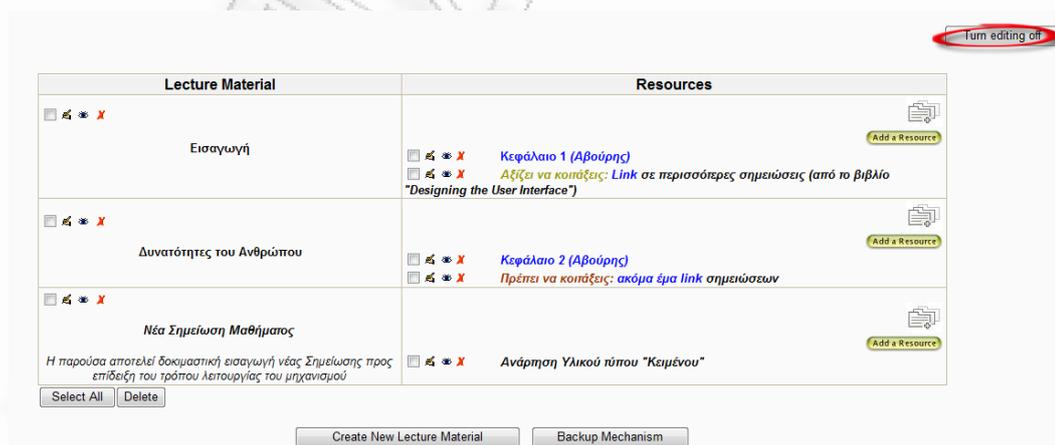 Turn editing off
Lecture Material
Resources
Εισαγωγή
Add a Resource
Κεφάλαιο 1 (Αβούρης)
Αξίζει να κοιτάξεις: Link σε περισσότερες σημειώσεις (από το βιβλίο
"Designing the User Interface")
Δυνατότητες του Ανθρώπου
Add a Resource
Κεφάλαιο 2 (Αβούρης)
Πρέπει να κοιτάξεις: ακόμα έμα link σημειώσεων
Νέα Σημείωση Μαθήματος
Η παρούσα αποτελεί δοκιμαστική εισαγωγή νέας Σημείωσης προς
επίδειξη του τρόπου λειτουργίας του μηχανισμού
Add a Resource
Ανάρτηση Υλικού τύπου "Κειμένου"
Select All
Delete
Create New Lecture Material
Backup Mechanism